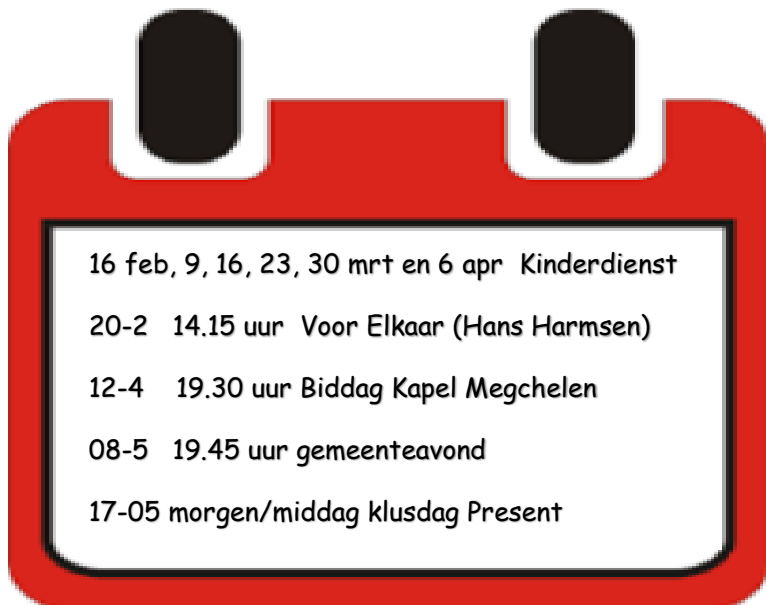 16 feb, 9, 16, 23, 30 mrt en 6 apr Kinderdienst
20-2 14.15 uur Voor Elkaar (Hans Harmsen)
12-4 19.30 uur Biddag Kapel Megchelen
08-5 19.45 uur gemeenteavond
17-05 morgen/middag klusdag Present